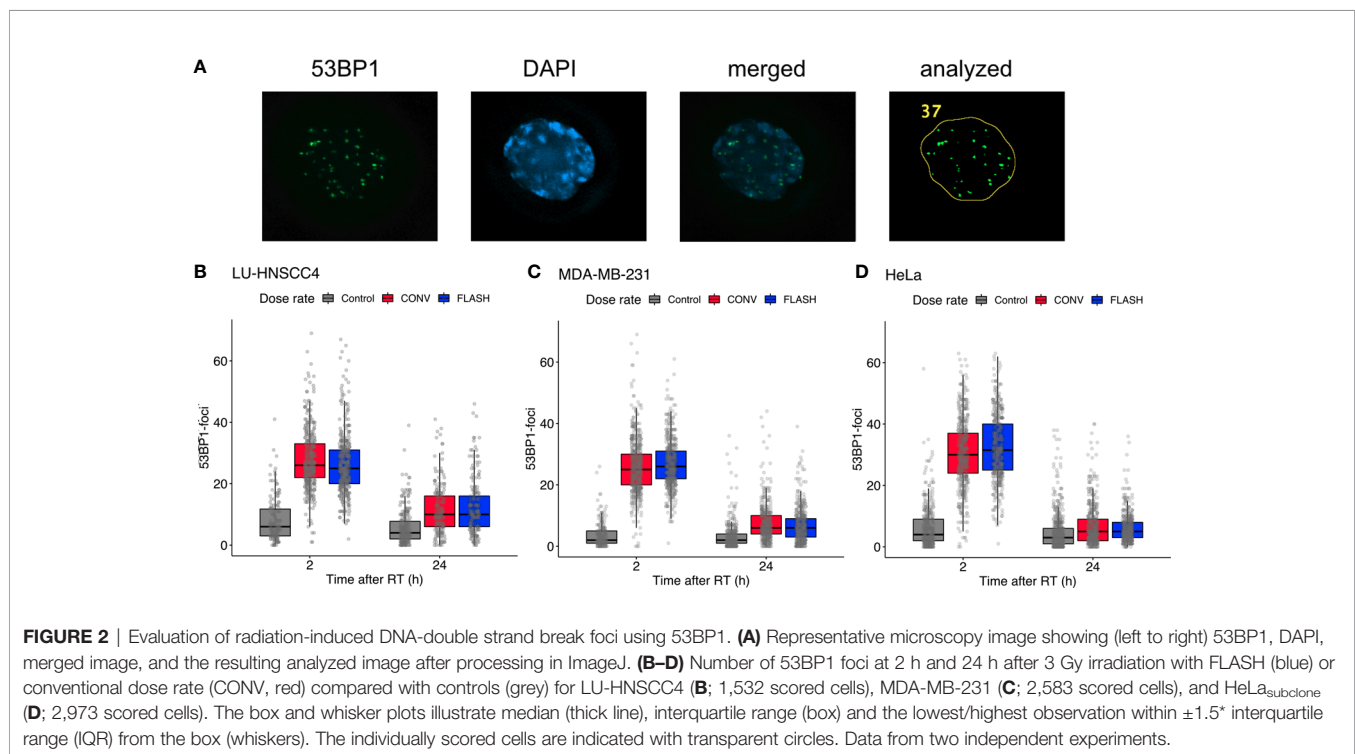 A
53BP1 DAPI merged analyzed
37
B
LU-HNSCC4
Dose rate Control CONV FLASH
53BP1-foci
60
40
20
0
2 24
Time after RT (h)
C
MDA-MB-231
Dose rate Control CONV FLASH
53BP1-foci
60
40
20
0
2 24
Time after RT (h)
D
HeLa
Dose rate Control CONV FLASH
53BP1-foci
60
40
20
0
2 24
Time after RT (h)
FIGURE 2 | Evaluation of radiation-induced DNA-double strand break foci using 53BP1. (A) Representative microscopy image showing (left to right) 53BP1, DAPI,
merged image, and the resulting analyzed image after processing in ImageJ. (B–D) Number of 53BP1 foci at 2 h and 24 h after 3 Gy irradiation with FLASH (blue) or
conventional dose rate (CONV, red) compared with controls (grey) for LU-HNSCC4 (B; 1,532 scored cells), MDA-MB-231 (C; 2,583 scored cells), and HeLasubclone
(D; 2,973 scored cells). The box and whisker plots illustrate median (thick line), interquartile range (box) and the lowest/highest observation within ±1.5* interquartile
range (IQR) from the box (whiskers). The individually scored cells are indicated with transparent circles. Data from two independent experiments.